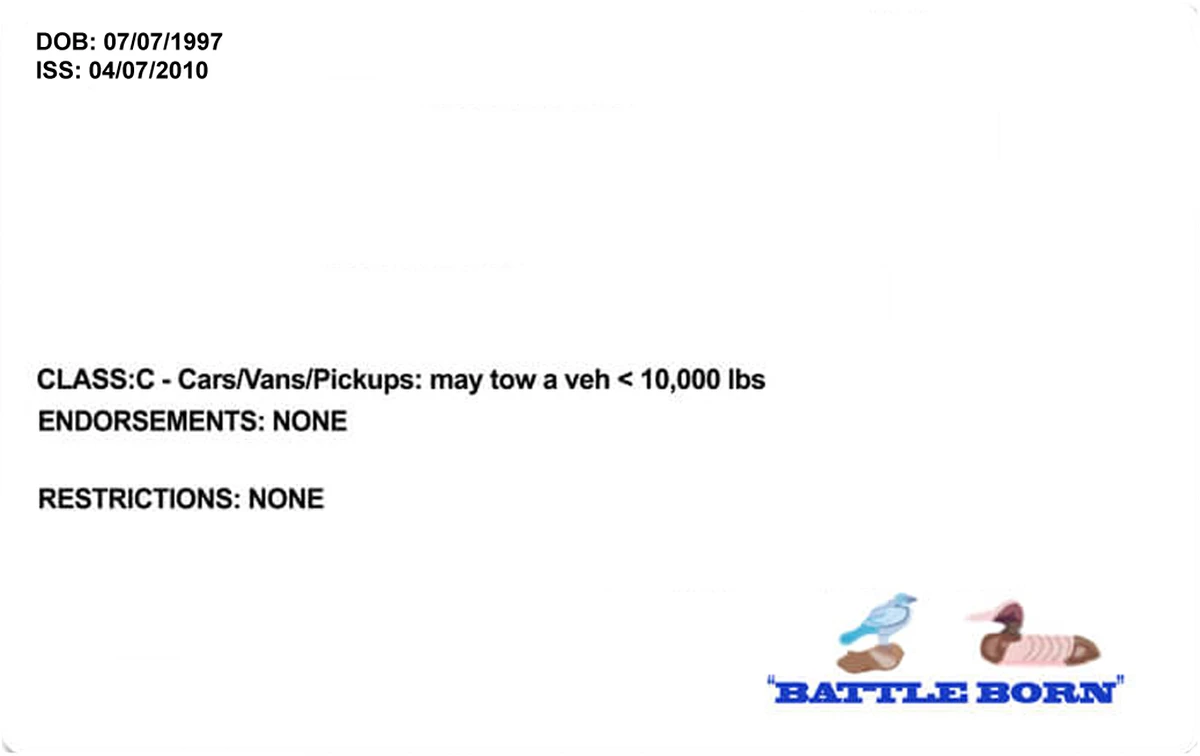 DOB: 07/07/1997
ISS: 04/07/2010
CLASS:C - Cars/Vans/Pickups: may tow a veh < 10,000 lbs
ENDORSEMENTS: NONE
RESTRICTIONS: NONE
"BATTLE BORN"